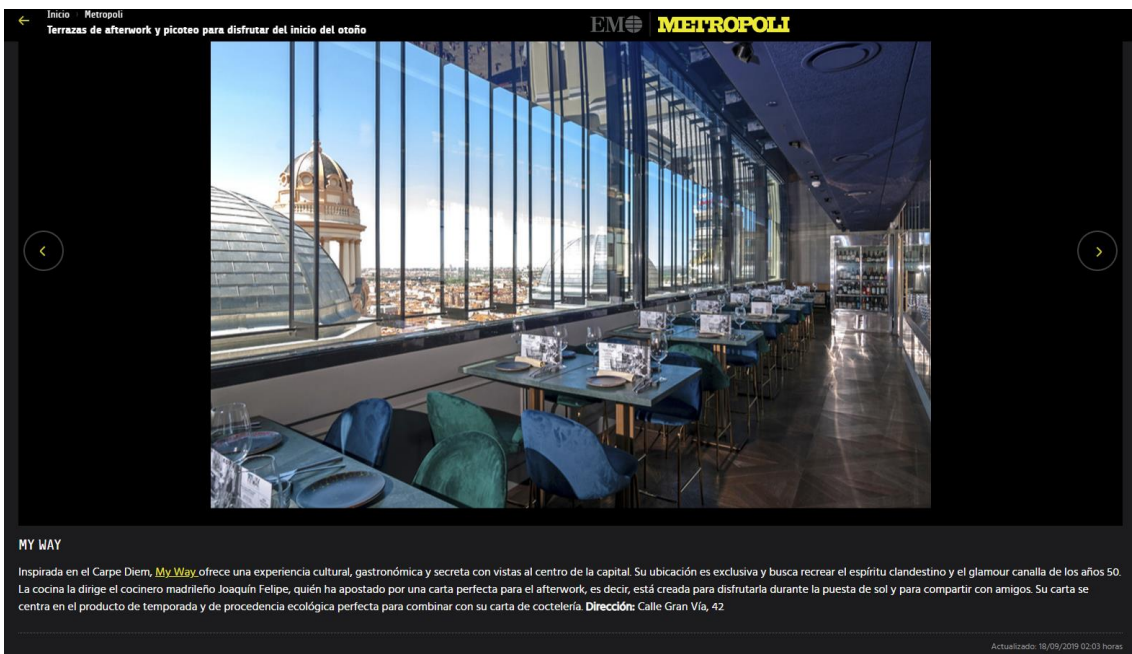 Inicio Metropoli
Terrazas de afterwork y picoteo para disfrutar del inicio del otoño
EM METROPOLI
MY WAY
Inspirada en el Carpe Diem, My Way ofrece una experiencia cultural, gastronómica y secreta con vistas al centro de la capital. Su ubicación es exclusiva y busca recrear el espíritu clandestino y el glamour canalla de los años 50.
La cocina la dirige el cocinero madrileño Joaquín Felipe, quién ha apostado por una carta perfecta para el afterwork, es decir, está creada para disfrutarla durante la puesta de sol y para compartir con amigos. Su carta se
centra en el producto de temporada y de procedencia ecológica perfecta para combinar con su carta de coctelería. Dirección: Calle Gran Vía, 42
Actualizado: 18/09/2019 02:03 horas